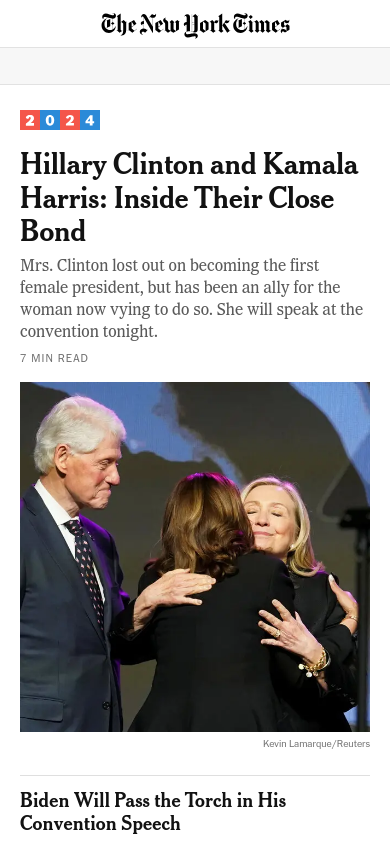 The New York Times
2024
Hillary Clinton and Kamala
Harris: Inside Their Close
Bond
Mrs. Clinton lost out on becoming the first
female president, but has been an ally for the
woman now vying to do so. She will speak at the
convention tonight.
7 MIN READ
Kevin Lamarque/Reuters
Biden Will Pass the Torch in His
Convention Speech